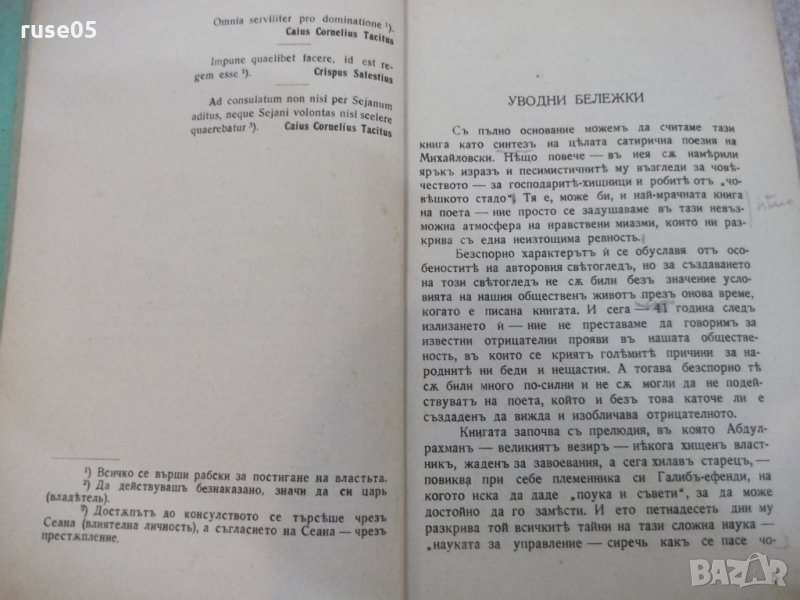 ruse05
Omnia serviliter pro dominatione ¹).
Caius Cornelius Tacitus
Impune quaelibet facere, id est re-
gem esse ²). Crispus Salestius
Ad consulatum non nisi per Sejanum
aditus, neque Sejani volontas nisi scelere
quaerebatur ³). Caius Cornelius Tacitus
¹) Всичко се върши рабски за постигане на властьта.
²) Да действувашъ безнаказано, значи да си царь
(владѣтель).
³) Достѫпътъ до консулството се търсѣше чрезъ
Сеана (влиятелна личность), а съгласието на Сеана — чрезъ
престѫпление.
УВОДНИ БЕЛЕЖКИ
Съ пълно основание можемъ да считаме тази
книга като синтезъ на цѣлата сатирична поезия на
Михайловски. Нѣщо повече — въ нея сѫ намѣрили
яръкъ изразъ и песимистичнитѣ му възгледи за човѣ-
чеството — за господаритѣ-хищници и робитѣ отъ „чо-
вѣшкото стадо“. Тя е, може би, и най-мрачната книга
на поета — ние просто се задушаваме въ тази невъз-
можна атмосфера на нравствени миазми, които ни раз-
крива съ една неизтощима ревность.
Безспорно характерътъ ѝ се обуславя отъ осо-
беноститѣ на авторовия свѣтогледъ, но за създаването
на този свѣтогледъ не сѫ били безъ значение усло-
вията на нашия общественъ животъ презъ онова време,
когато е писана книгата. И сега — 41 година следъ
излизането ѝ — ние не преставаме да говоримъ за
известни отрицателни прояви въ нашата обществе-
ность, въ които се криятъ голѣмитѣ причини за на-
роднитѣ ни беди и нещастия. А тогава безспорно тѣ
сѫ били много по-силни и не сѫ могли да не подей-
ствуватъ на поета, който и безъ това каточе ли е
създаденъ да вижда и изобличава отрицателното.
Книгата започва съ прелюдия, въ която Абдул-
рахманъ — великиятъ везиръ — нѣкога хищенъ власт-
никъ, жаденъ за завоевания, а сега хилавъ старецъ, —
повиква при себе племенника си Галибъ-ефенди, на
когото иска да даде „поука и съвети“, за да може
достойно да го замѣсти. И ето петнадесеть дни му
разкрива той всичкитѣ тайни на тази сложна наука —
„науката за управление — сиречь какъ се пасе чо-
BAZAR